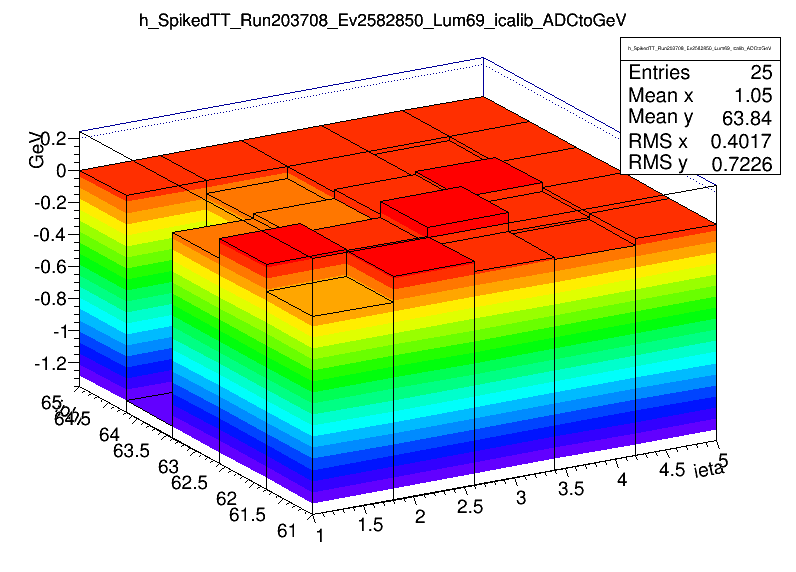 h_SpikedTT_Run203708_Ev2582850_Lum69_icalib_ADCtoGeV
h_SpikedTT_Run203708_Ev2582850_Lum69_icalib_ADCtoGeV
Entries 25
Mean x 1.05
Mean y 63.84
RMS x 0.4017
RMS y 0.7226
GeV
0.2
0
-0.2
-0.4
-0.6
-0.8
-1
-1.2
65
64.5
64
63.5
63
62.5
62
61.5
61
1
1.5
2
2.5
3
3.5
4
4.5
5
ieta